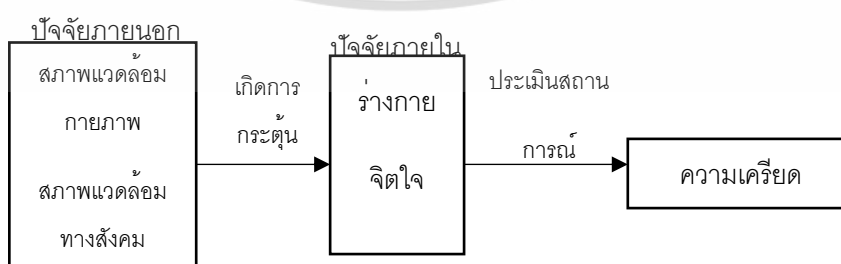 ปัจจัยภายนอก
สภาพแวดล้อม
กายภาพ
สภาพแวดล้อม
ทางสังคม
เกิดการ
กระตุ้น
ปัจจัยภายใน
ร่างกาย
จิตใจ
ประเมินสถาน
การณ์
ความเครียด